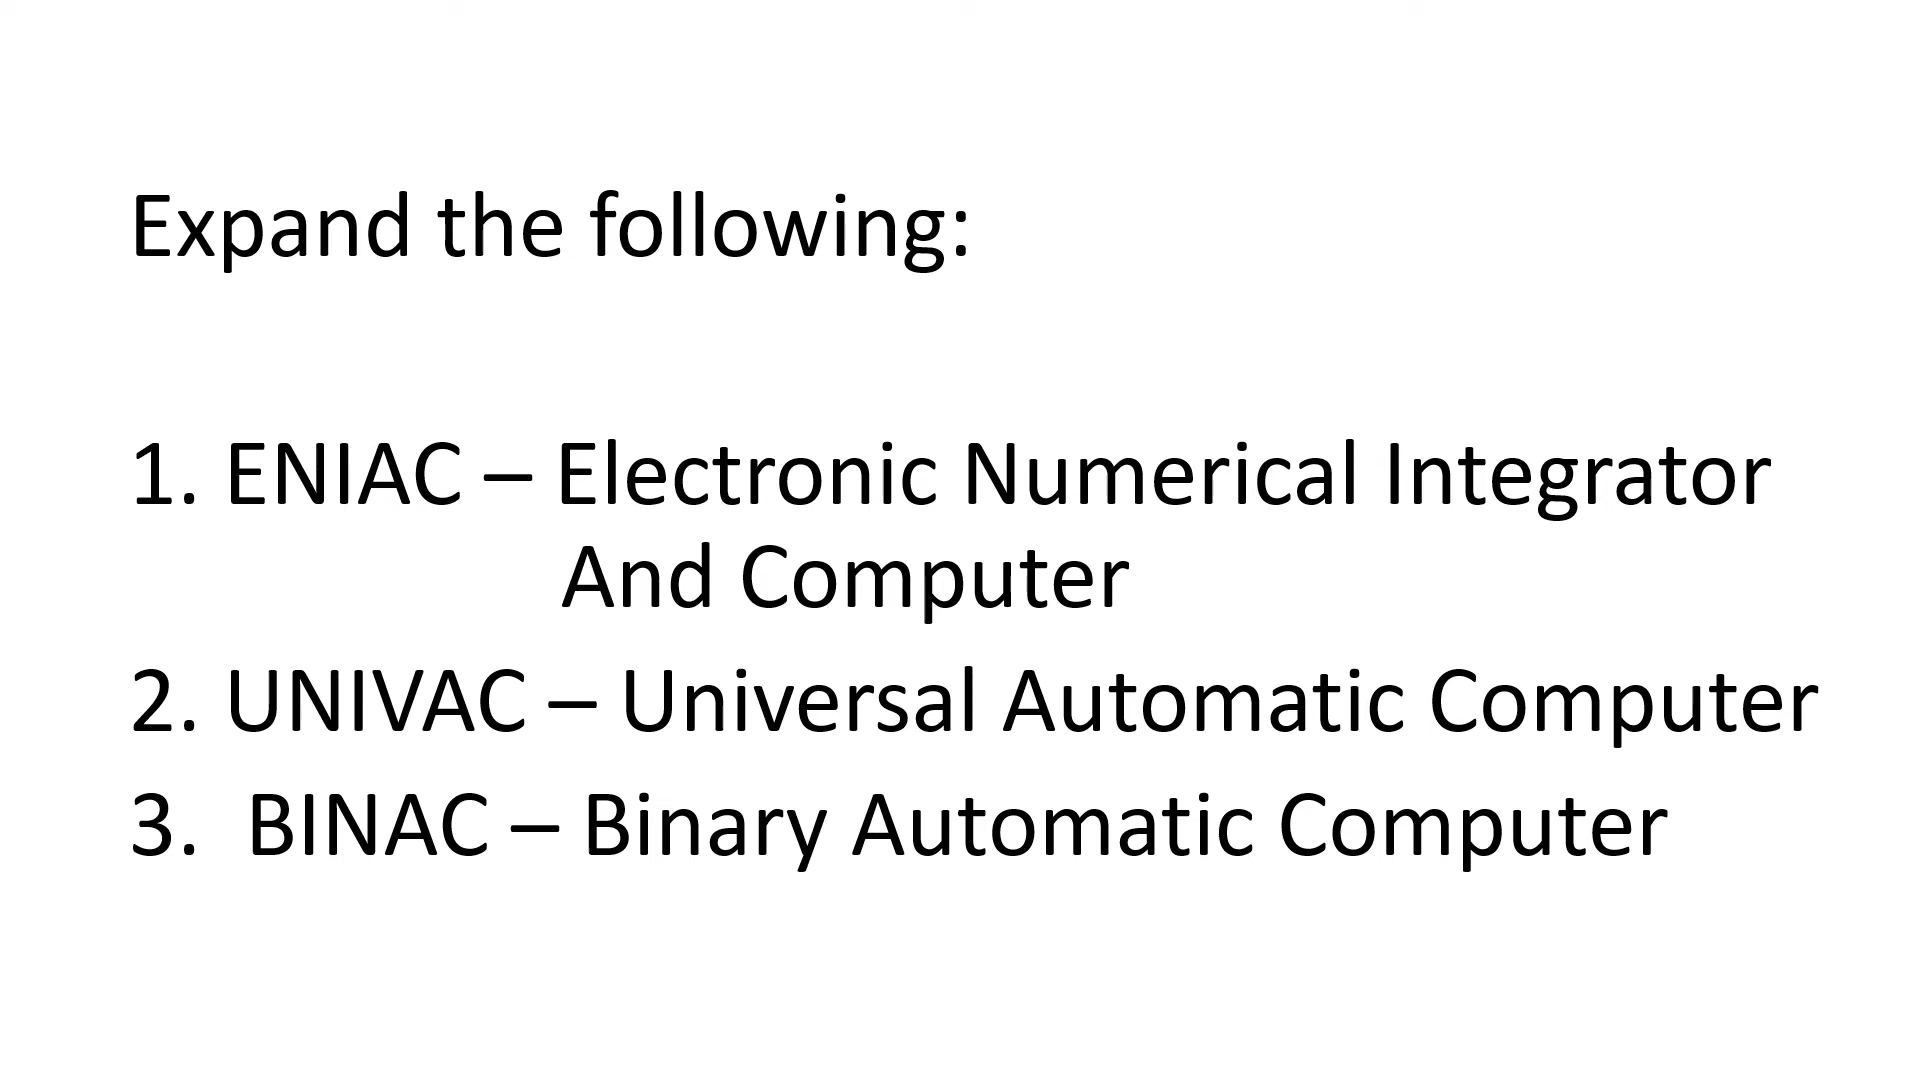 Expand the following:
1. ENIAC – Electronic Numerical Integrator
And Computer
2. UNIVAC – Universal Automatic Computer
3. BINAC – Binary Automatic Computer